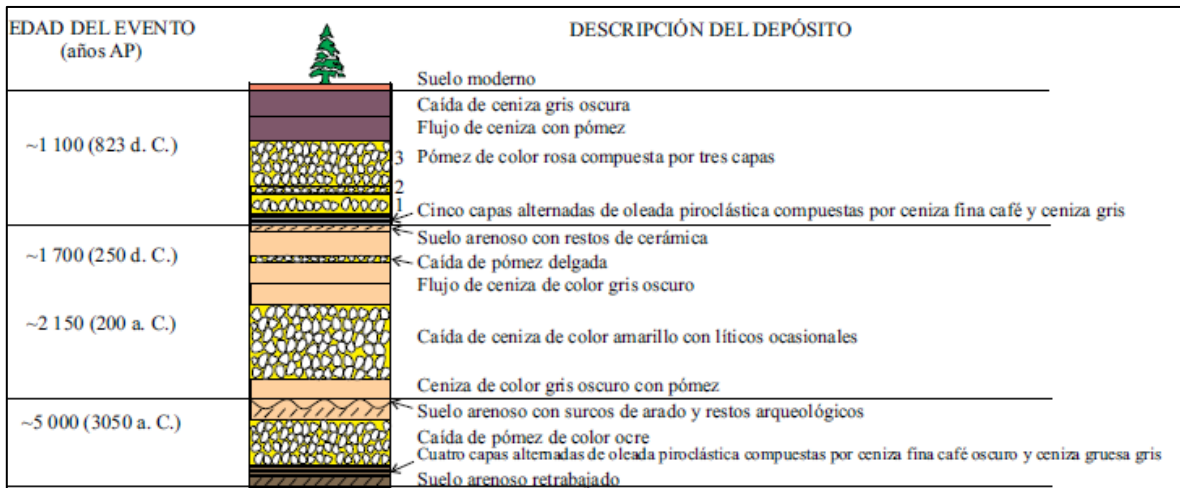 EDAD DEL EVENTO
(años AP)
DESCRIPCIÓN DEL DEPÓSITO
Suelo moderno
Caída de ceniza gris oscura
Flujo de ceniza con pómez
~1 100 (823 d. C.)
3 Pómez de color rosa compuesta por tres capas
2
1
Cinco capas alternadas de oleada piroclástica compuestas por ceniza fina café y ceniza gris
Suelo arenoso con restos de cerámica
~1 700 (250 d. C.)
Caída de pómez delgada
Flujo de ceniza de color gris oscuro
~2 150 (200 a. C.)
Caída de ceniza de color amarillo con líticos ocasionales
Ceniza de color gris oscuro con pómez
Suelo arenoso con surcos de arado y restos arqueológicos
~5 000 (3050 a. C.)
Caída de pómez de color ocre
Cuatro capas alternadas de oleada piroclástica compuestas por ceniza fina café oscuro y ceniza gruesa gris
Suelo arenoso retrabajado